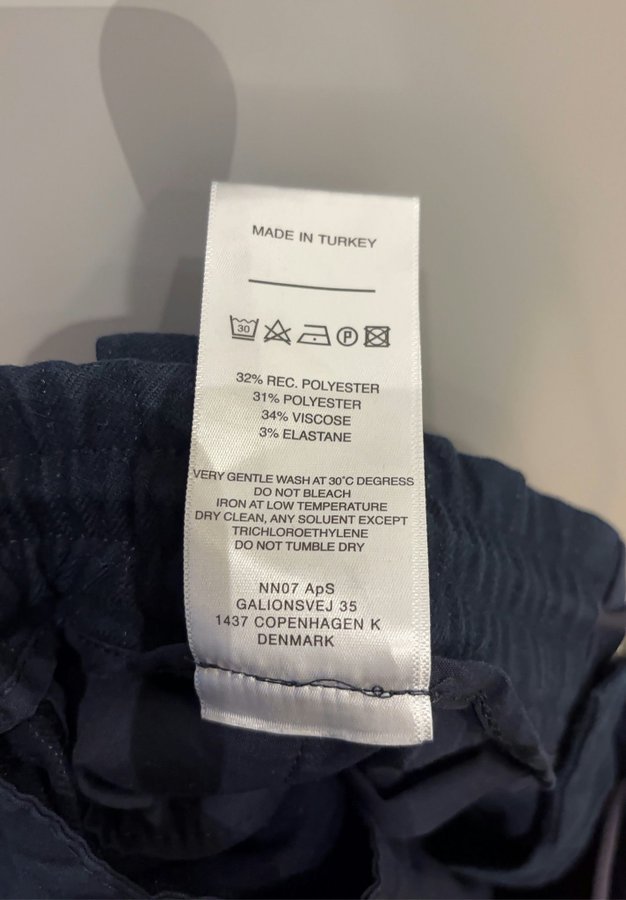 MADE IN TURKEY
30 P
32% REC. POLYESTER
31% POLYESTER
34% VISCOSE
3% ELASTANE
VERY GENTLE WASH AT 30°C DEGRESS
DO NOT BLEACH
IRON AT LOW TEMPERATURE
DRY CLEAN, ANY SOLUENT EXCEPT
TRICHLOROETHYLENE
DO NOT TUMBLE DRY
NN07 ApS
GALIONSVEJ 35
1437 COPENHAGEN K
DENMARK